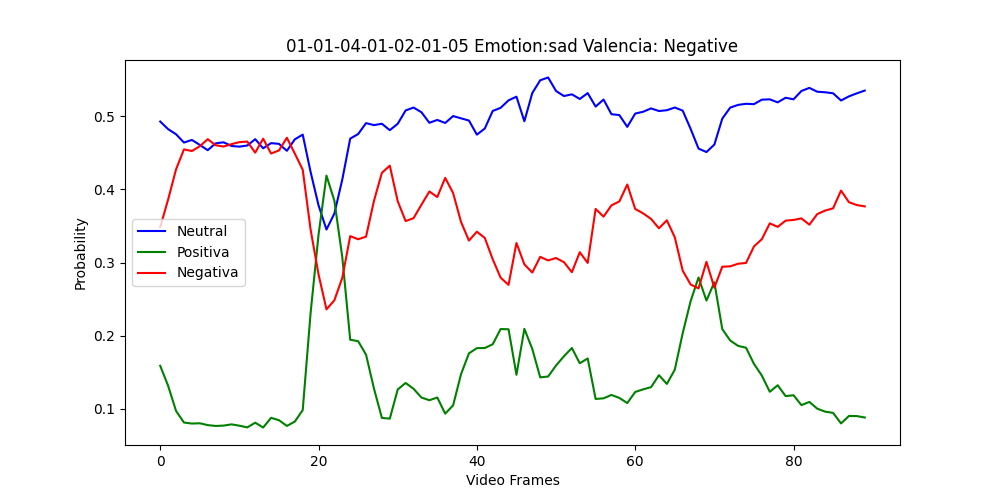 01-01-04-01-02-01-05 Emotion:sad Valencia: Negative
Probability
0.5
0.4
0.3
0.2
0.1
Neutral
Positiva
Negativa
0 20 40 60 80
Video Frames